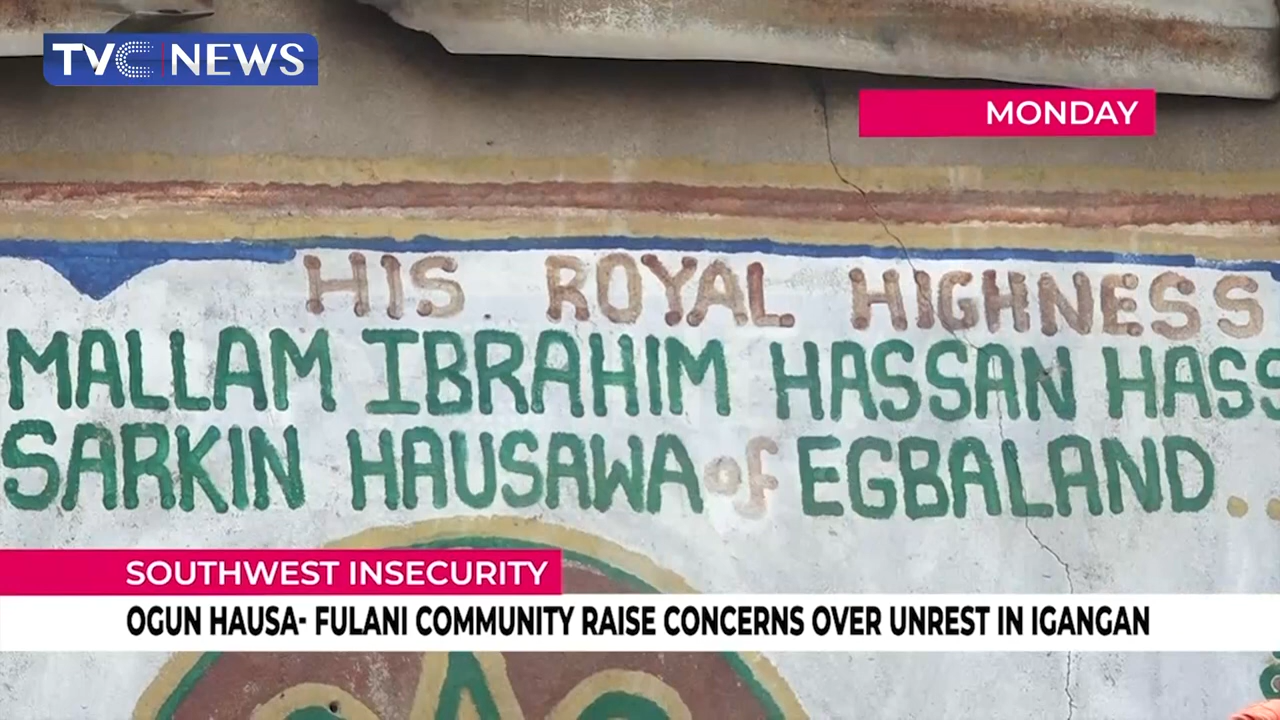 TVC NEWS
MONDAY
HIS ROYAL HIGHNESS
MALLAM IBRAHIM HASSAN HASS
SARKIN HAUSAWA of EGBALAND..
SOUTHWEST INSECURITY
OGUN HAUSA- FULANI COMMUNITY RAISE CONCERNS OVER UNREST IN IGANGAN